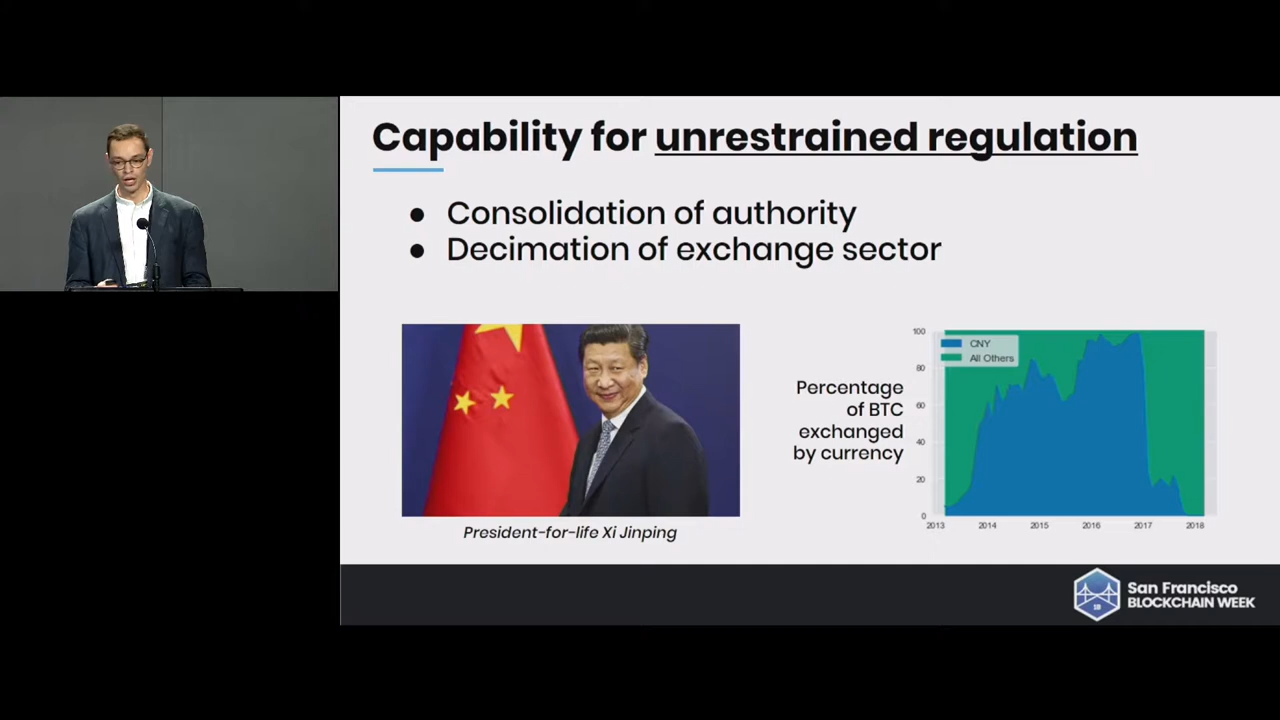 Capability for unrestrained regulation
● Consolidation of authority
● Decimation of exchange sector
President-for-life Xi Jinping
Percentage
of BTC
exchanged
by currency
CNY
All Others
100
80
60
40
20
0
2013 2014 2015 2016 2017 2018
San Francisco
BLOCKCHAIN WEEK
SB